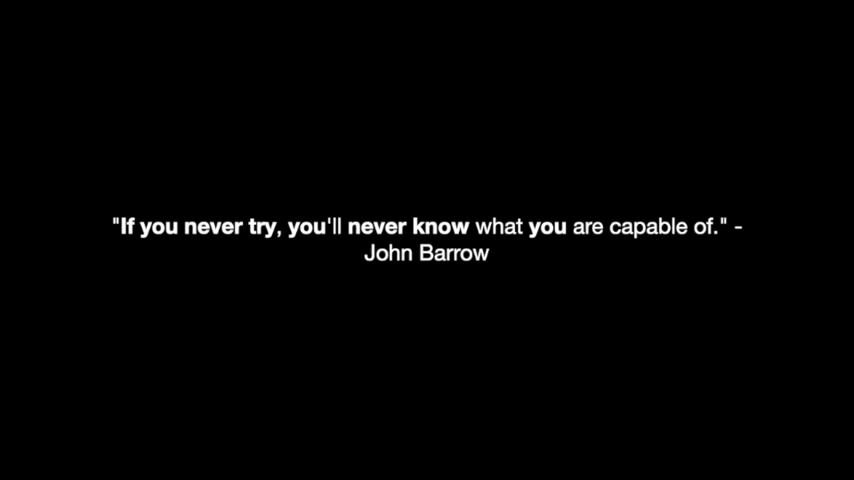 "If you never try, you'll never know what you are capable of." -
John Barrow